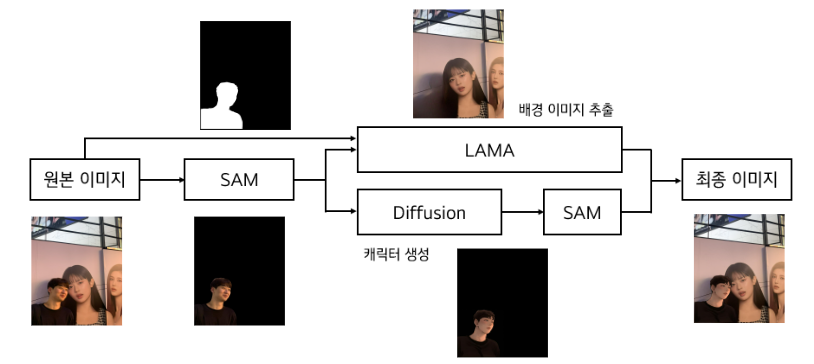 배경 이미지 추출
LAMA
원본 이미지
SAM
최종 이미지
Diffusion
SAM
캐릭터 생성